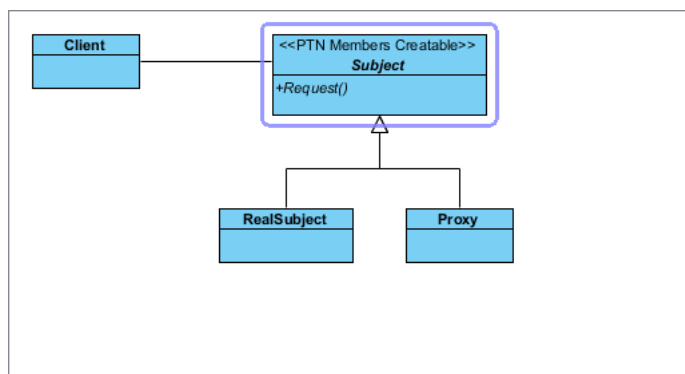 Client
<<PTN Members Creatable>>
Subject
+Request()
RealSubject
Proxy